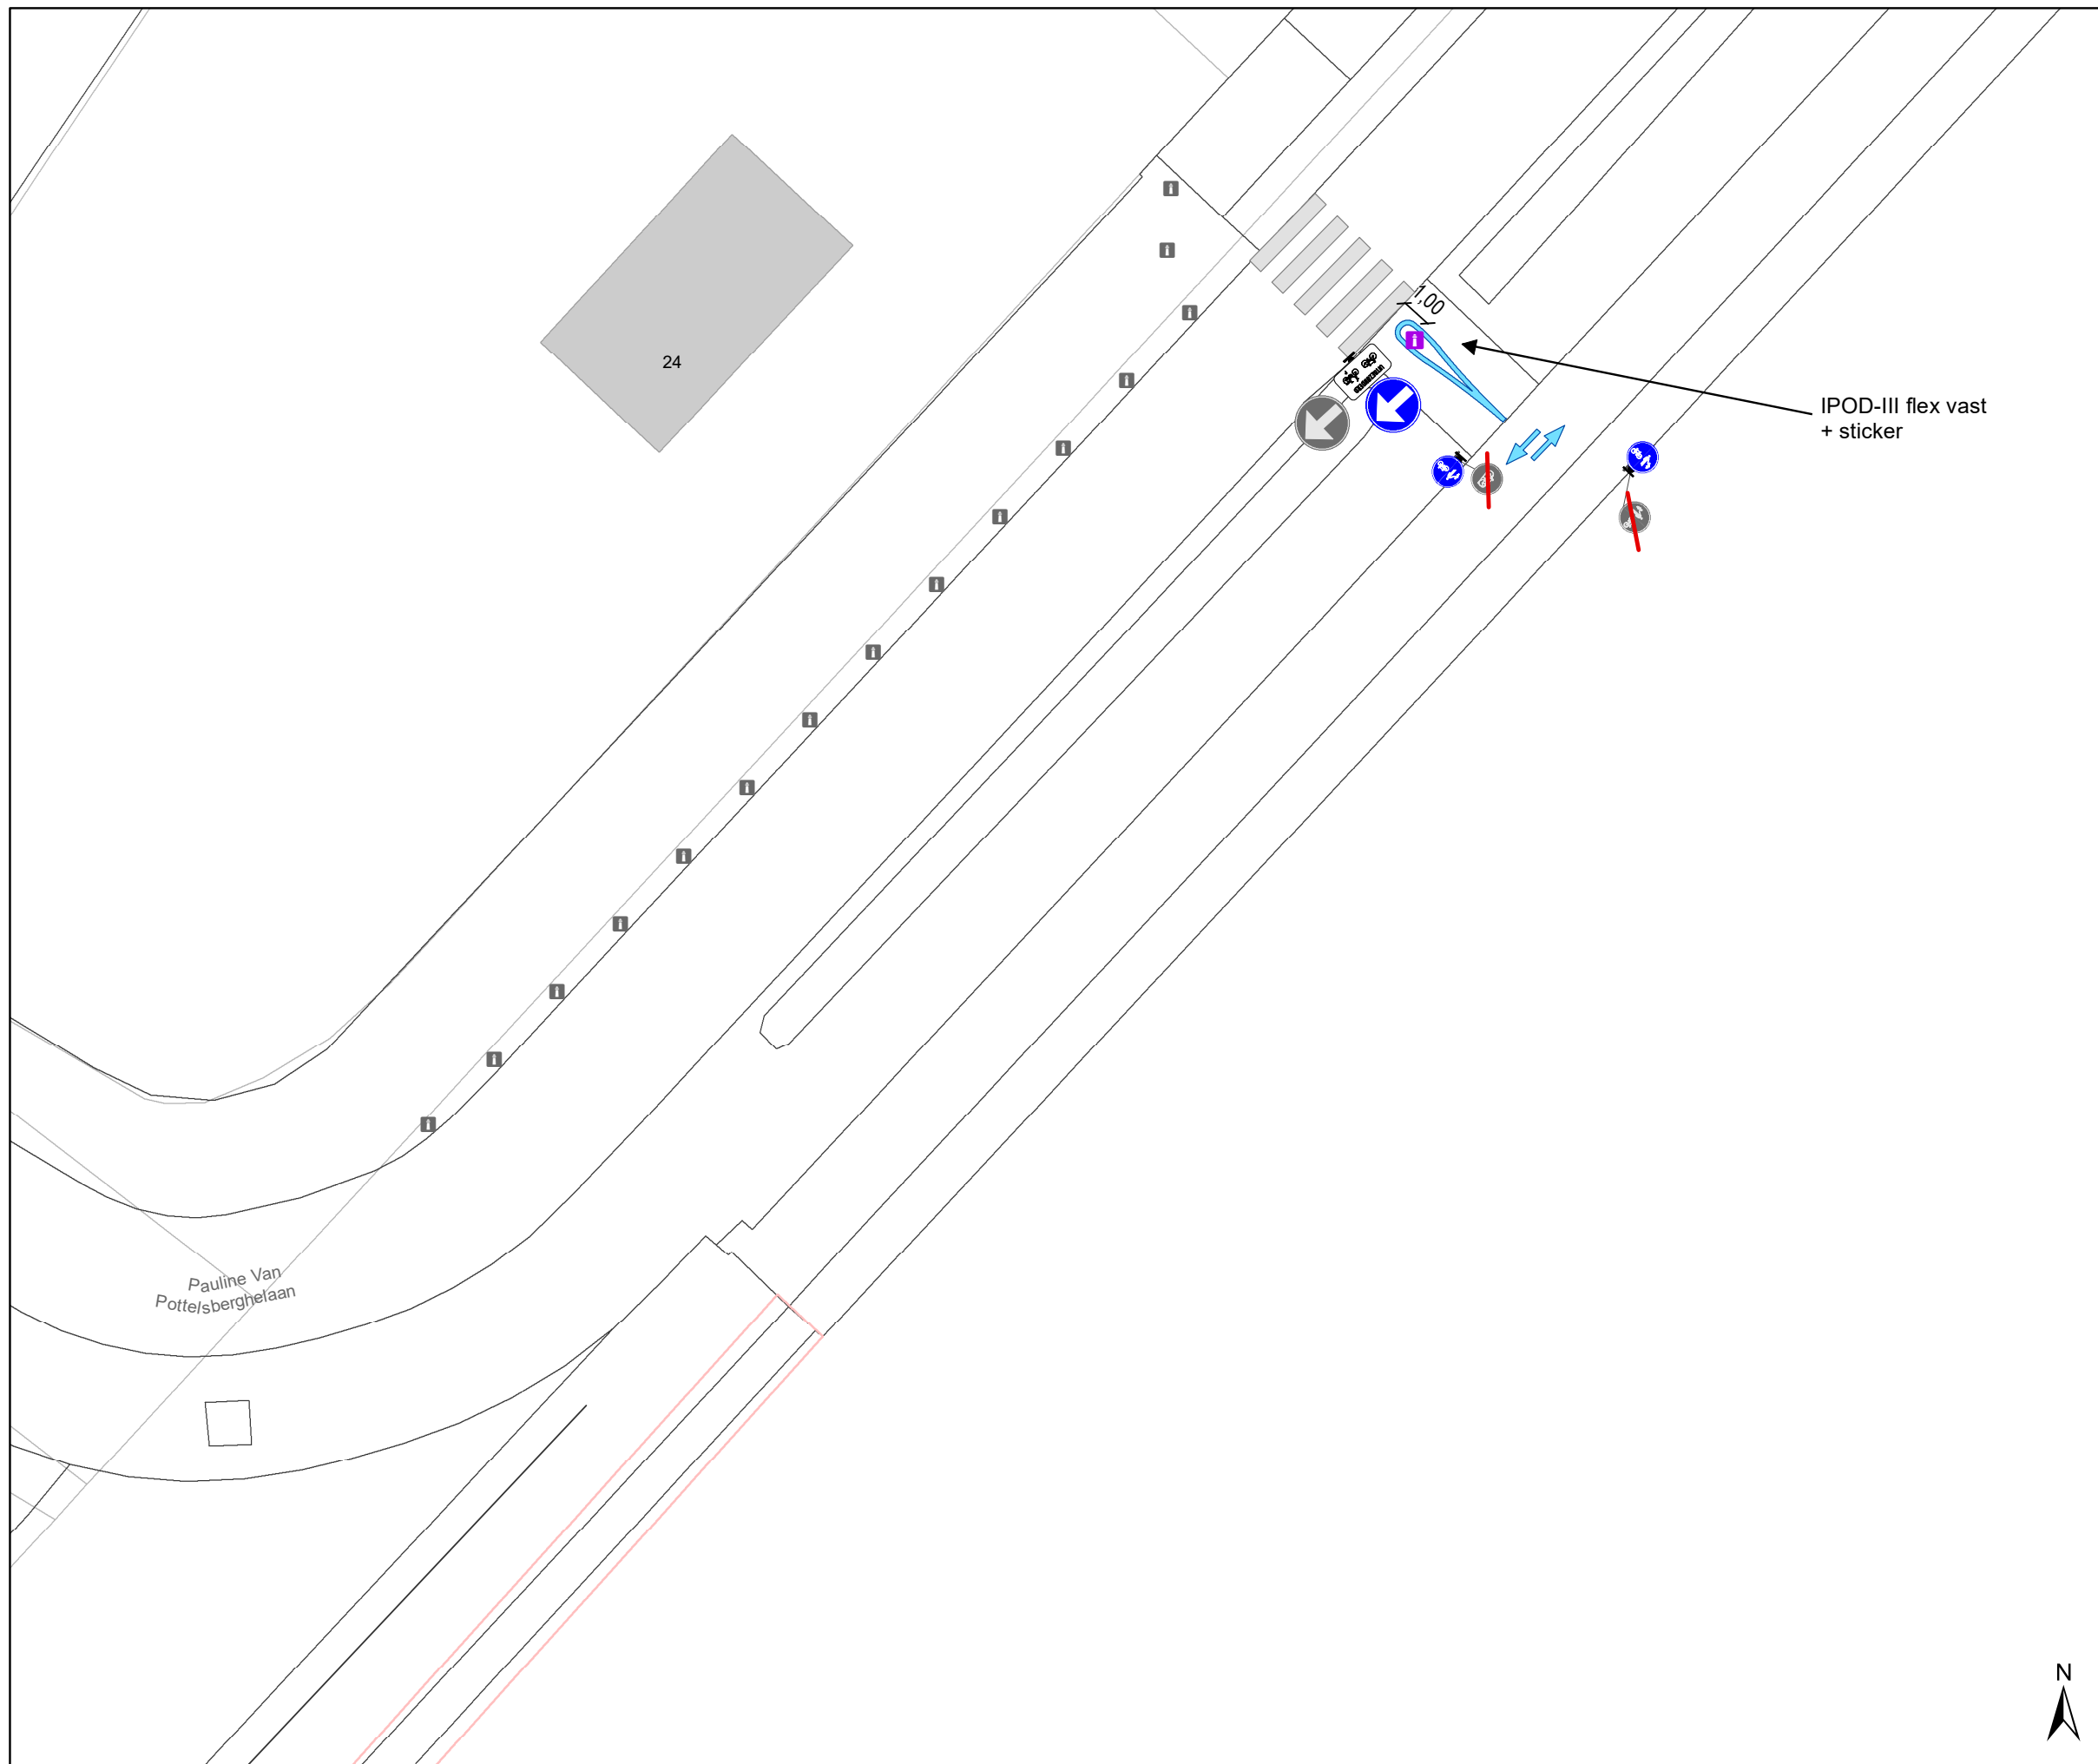 1,00
24
IPOD-III flex vast
+ sticker
Pauline Van
Pottelsberghelaan
N